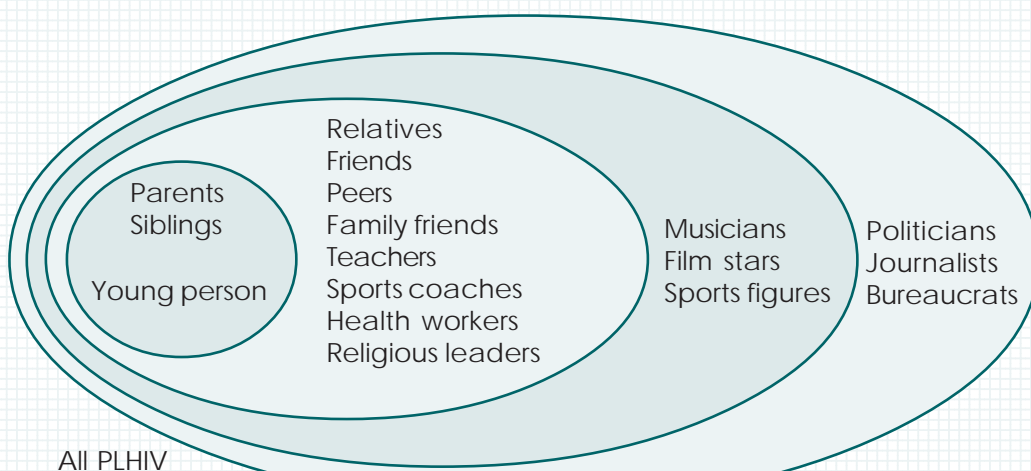 Parents
Siblings
Young person
Relatives
Friends
Peers
Family friends
Teachers
Sports coaches
Health workers
Religious leaders
Musicians
Film stars
Sports figures
Politicians
Journalists
Bureaucrats
All PLHIV